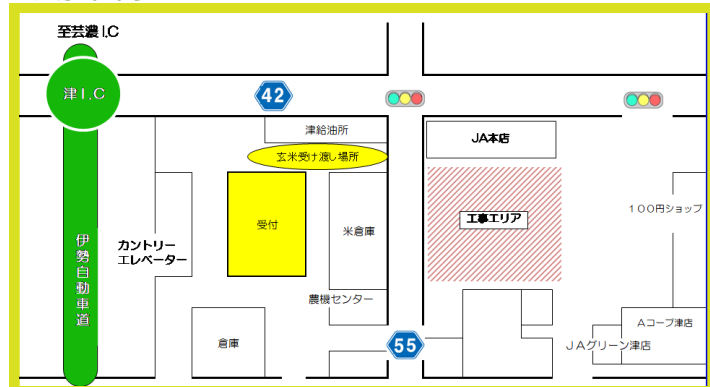 至芸濃I.C
津I.C
42
津給油所
玄米受け渡し場所
JA本店
受付
米倉庫
工事エリア
100円ショップ
カントリー
エレベーター
伊勢自動車道
農機センター
倉庫
55
Aコープ津店
JAグリーン津店